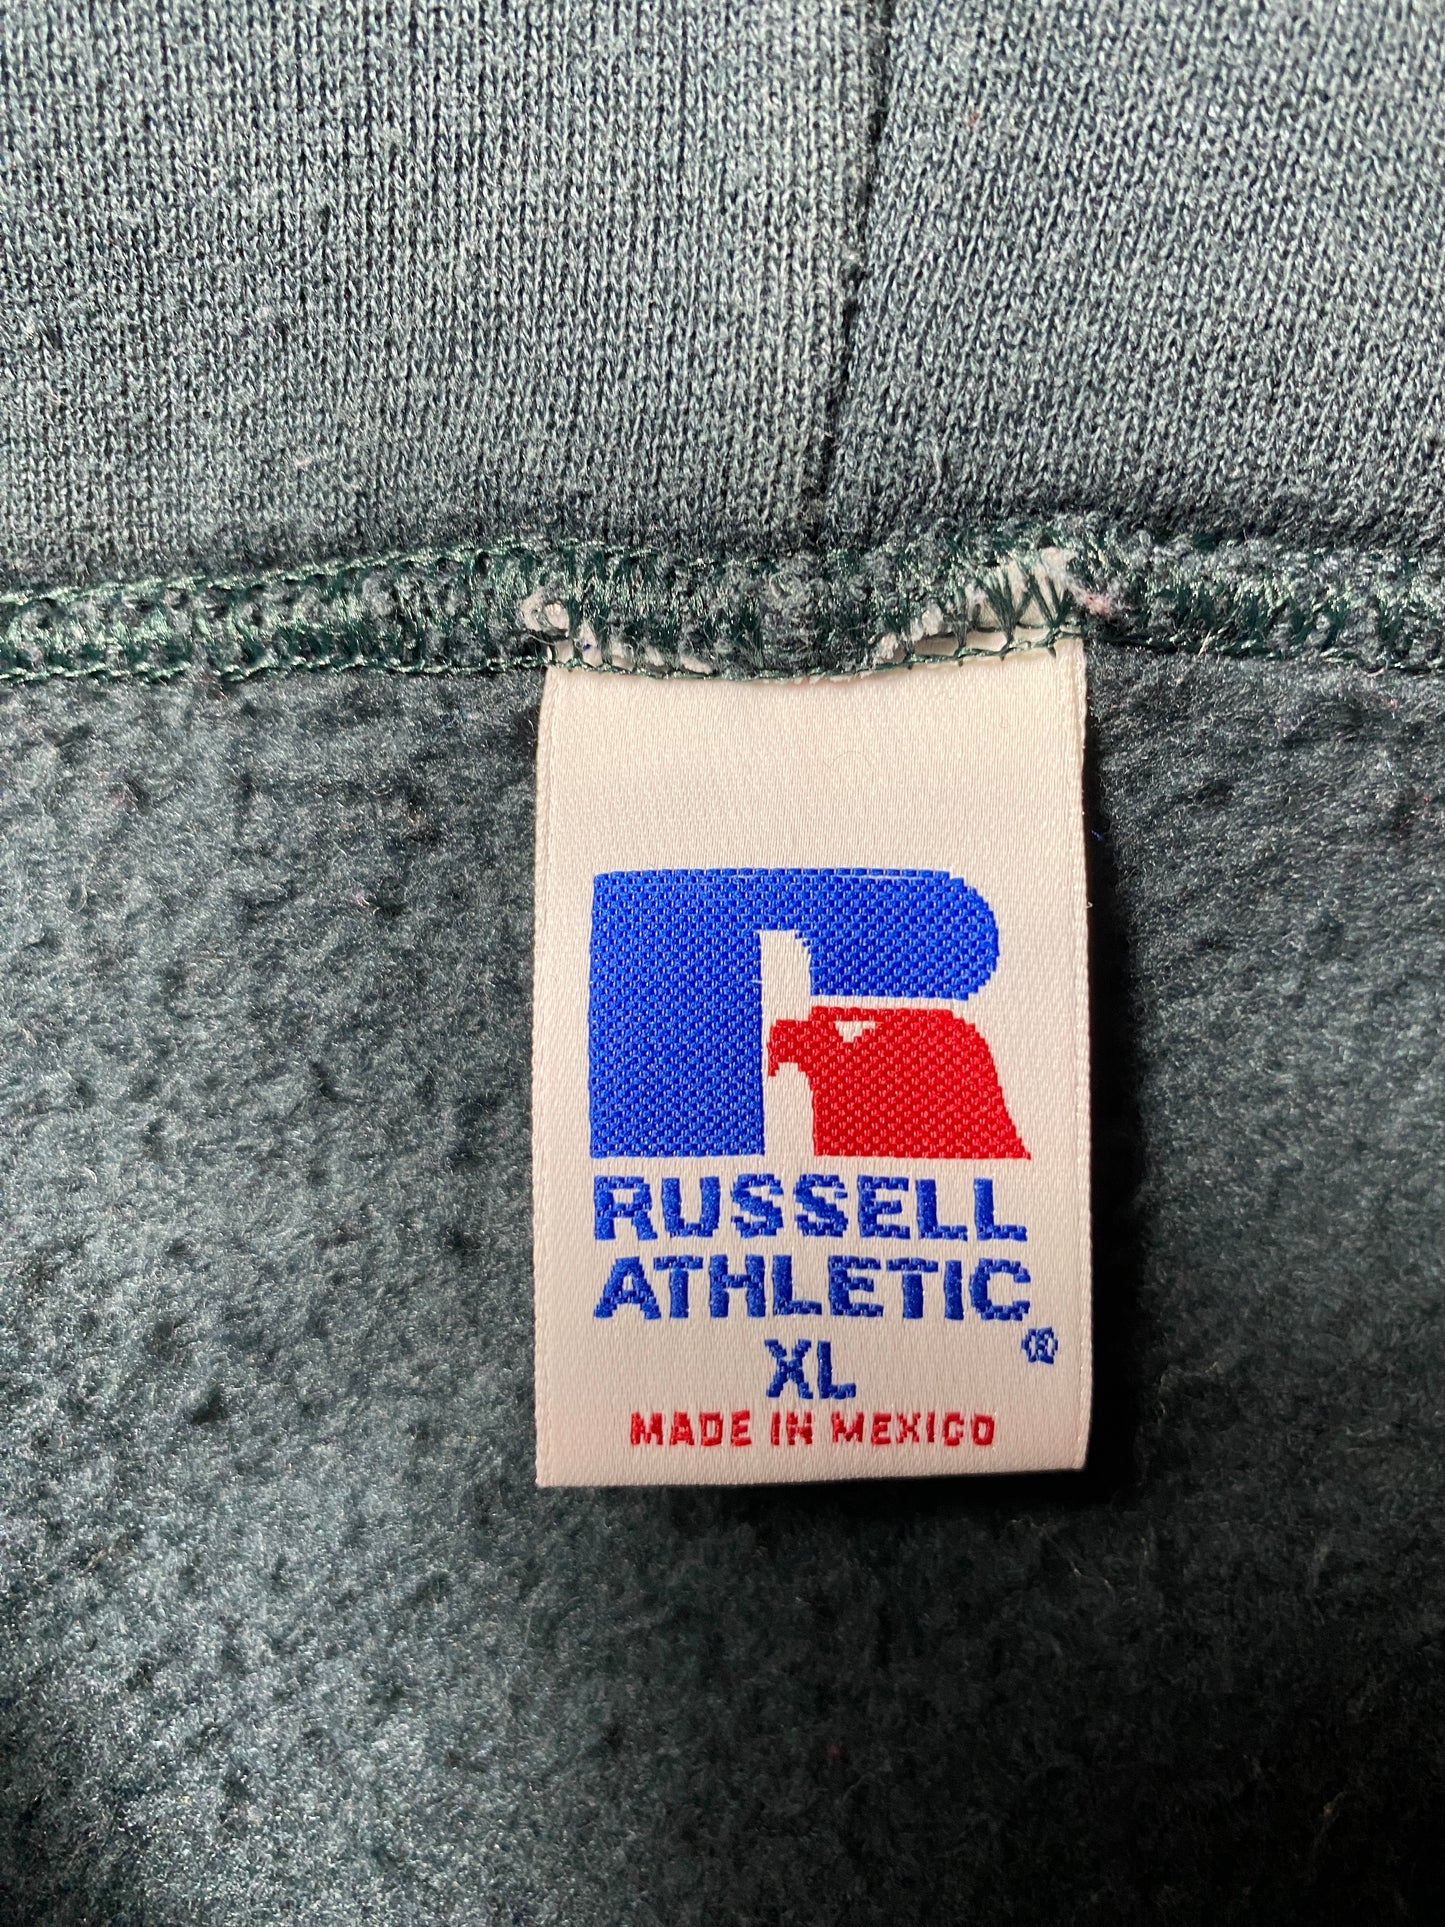 RUSSELL
ATHLETIC®
XL
MADE IN MEXICO